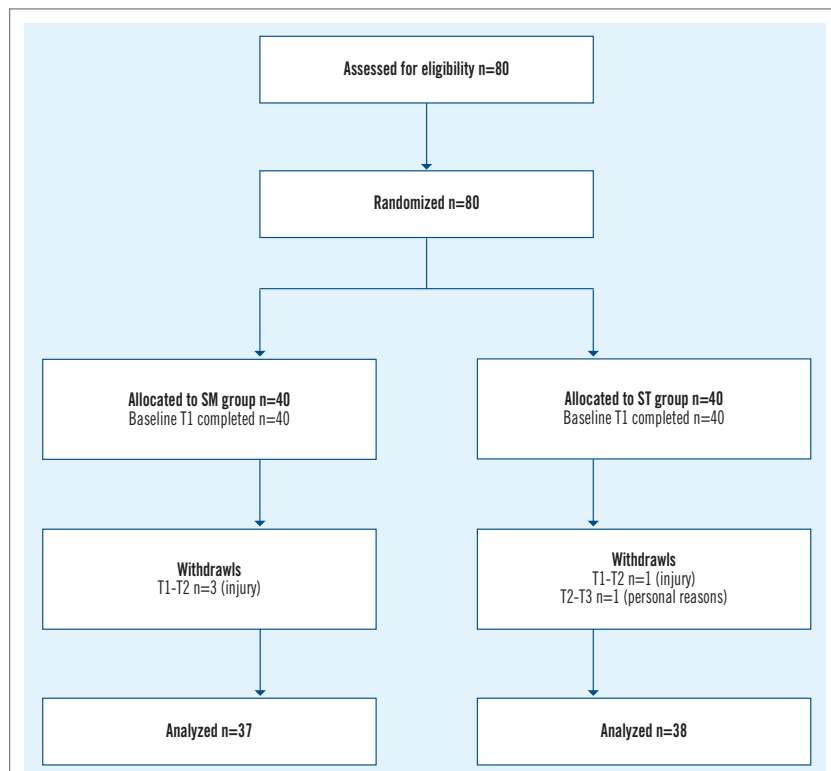 Assessed for eligibility n=80
Randomized n=80
Allocated to SM group n=40
Baseline T1 completed n=40
Allocated to ST group n=40
Baseline T1 completed n=40
Withdrawls
T1-T2 n=3 (injury)
Withdrawls
T1-T2 n=1 (injury)
T2-T3 n=1 (personal reasons)
Analyzed n=37
Analyzed n=38